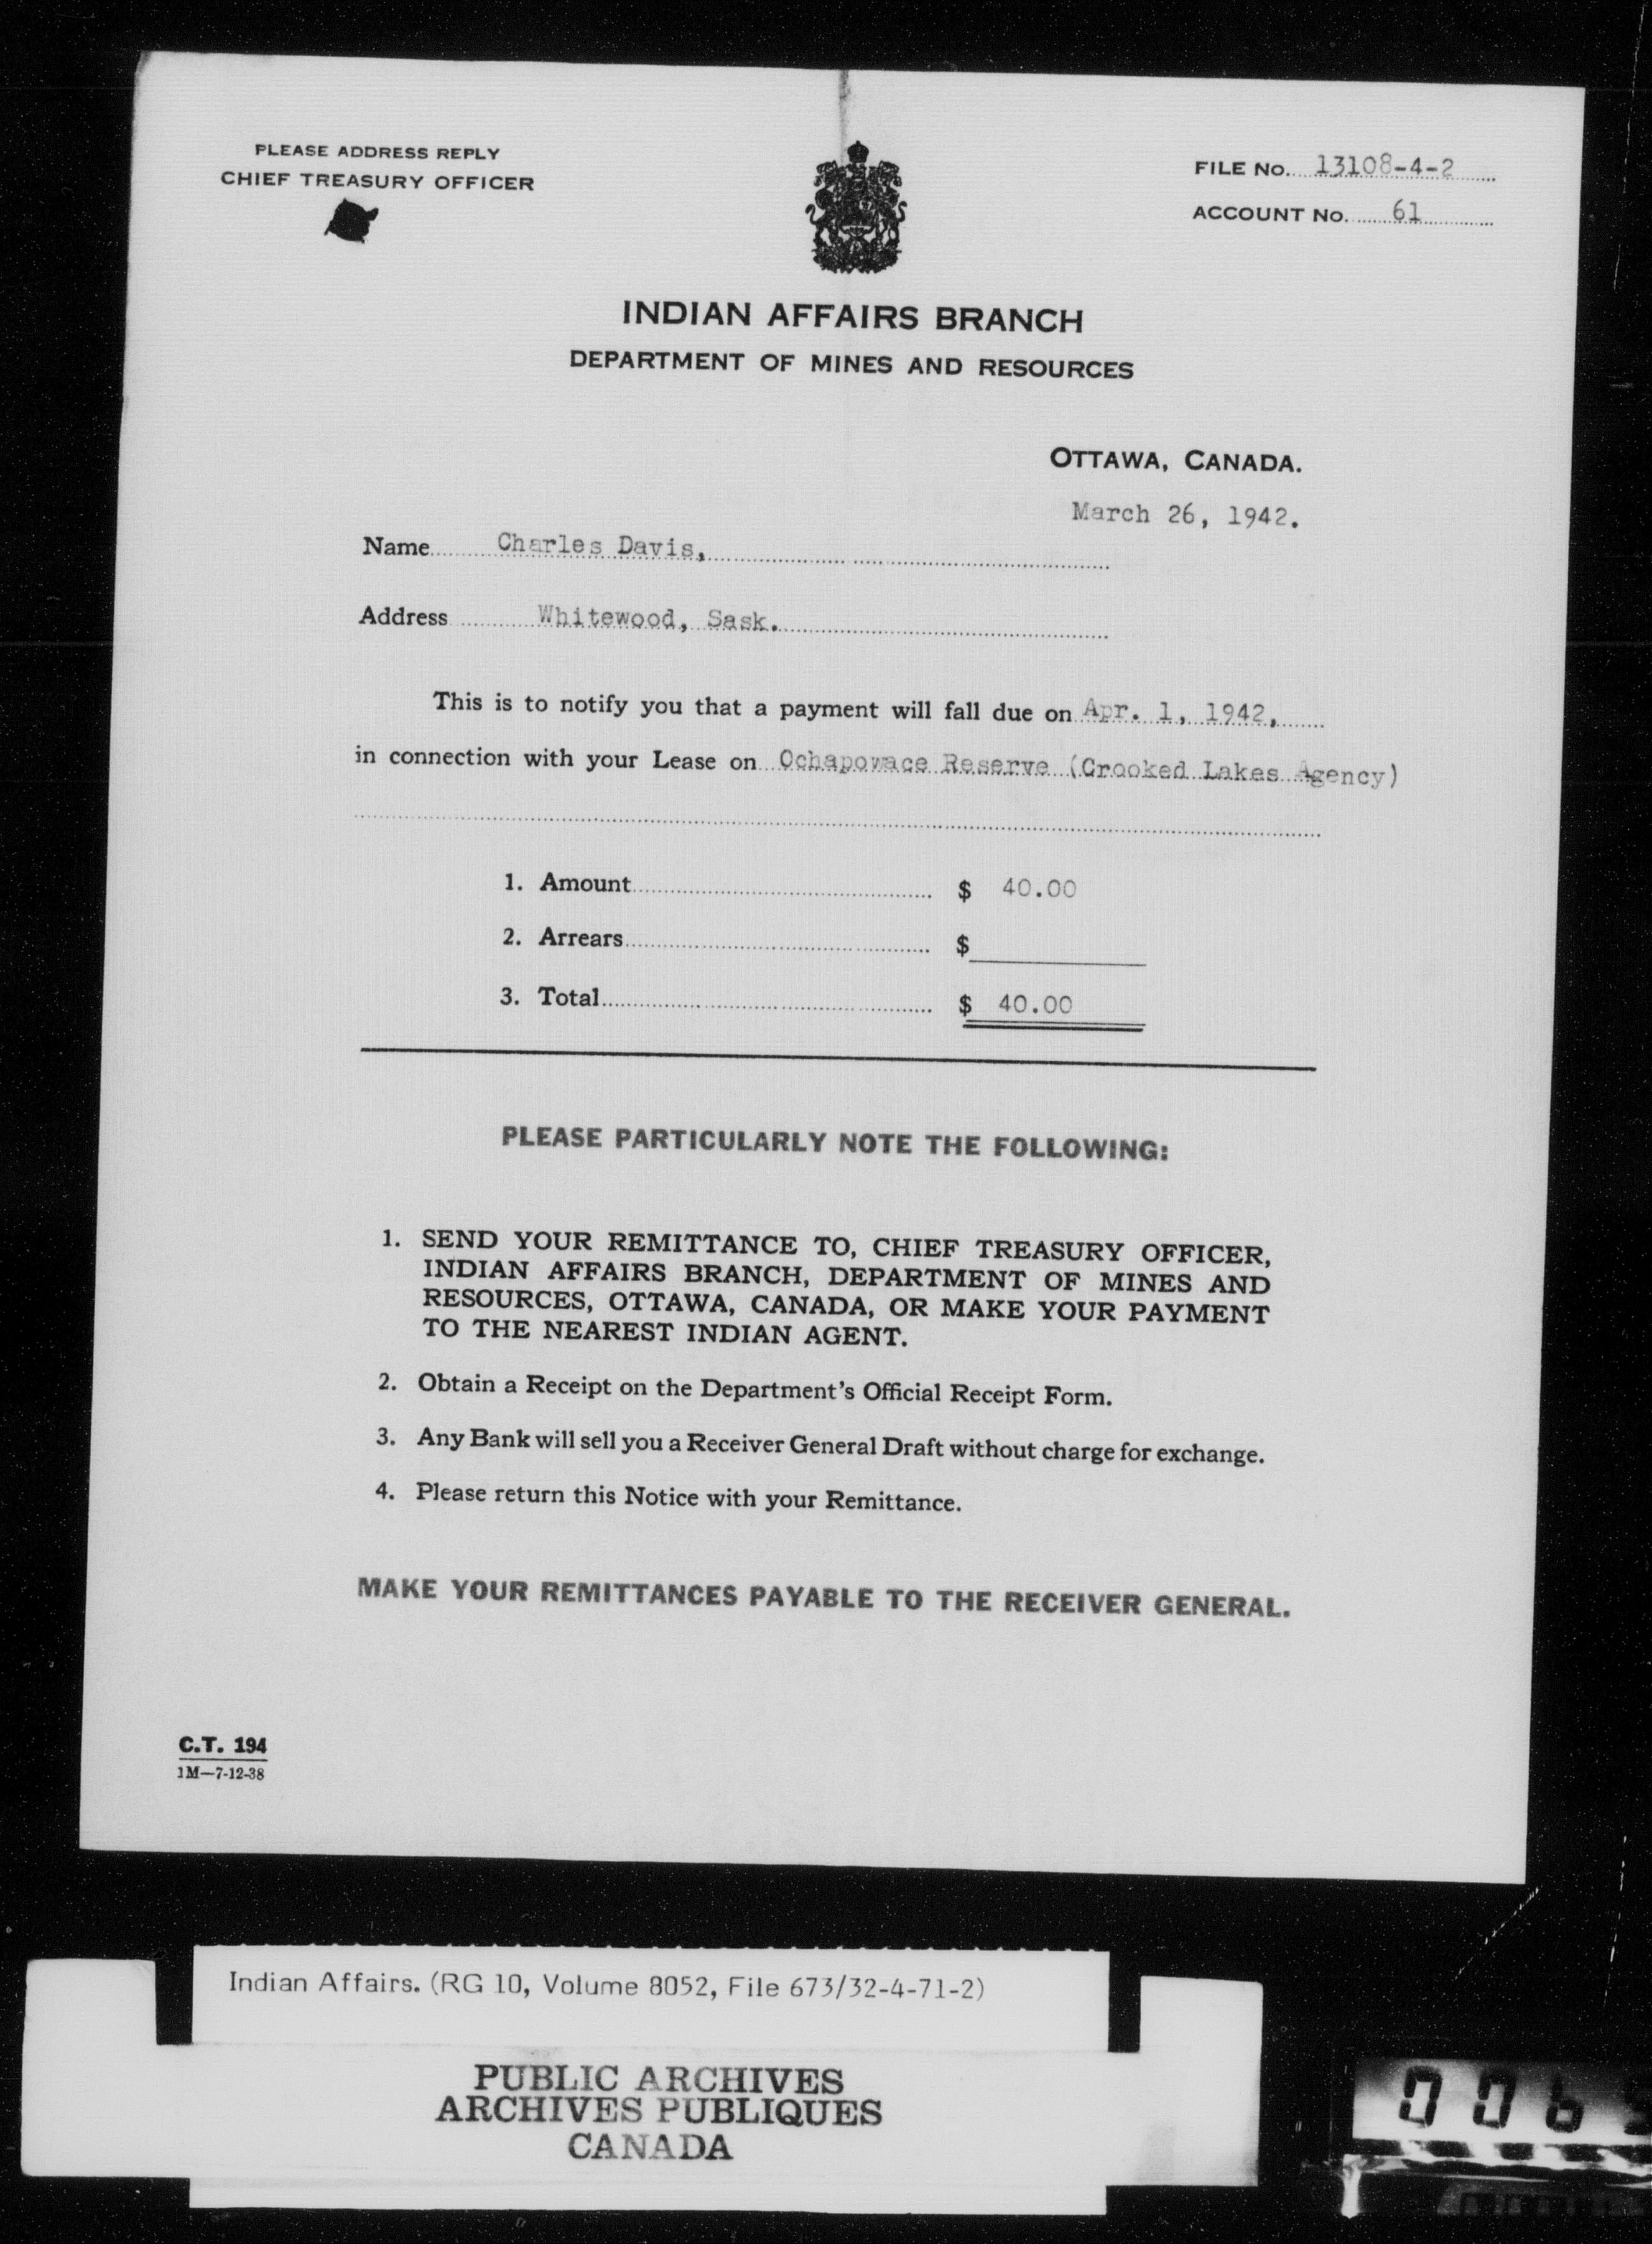 PLEASE ADDRESS REPLY
CHIEF TREASURY OFFICER
FILE No. 13108-4-2
ACCOUNT No. 61
INDIAN AFFAIRS BRANCH
DEPARTMENT OF MINES AND RESOURCES
OTTAWA, CANADA.
March 26, 1942.
Name Charles Davis,
Address Whitewood, Sask.
This is to notify you that a payment will fall due on Apr. 1, 1942,
in connection with your Lease on Ochapowace Reserve (Crooked Lakes Agency)
1. Amount $ 40.00
2. Arrears $
3. Total $ 40.00
PLEASE PARTICULARLY NOTE THE FOLLOWING:
1. SEND YOUR REMITTANCE TO, CHIEF TREASURY OFFICER,
INDIAN AFFAIRS BRANCH, DEPARTMENT OF MINES AND
RESOURCES, OTTAWA, CANADA, OR MAKE YOUR PAYMENT
TO THE NEAREST INDIAN AGENT.
2. Obtain a Receipt on the Department's Official Receipt Form.
3. Any Bank will sell you a Receiver General Draft without charge for exchange.
4. Please return this Notice with your Remittance.
MAKE YOUR REMITTANCES PAYABLE TO THE RECEIVER GENERAL.
C.T. 194
1M—7-12-38
Indian Affairs. (RG 10, Volume 8052, File 673/32-4-71-2)
PUBLIC ARCHIVES
ARCHIVES PUBLIQUES
CANADA